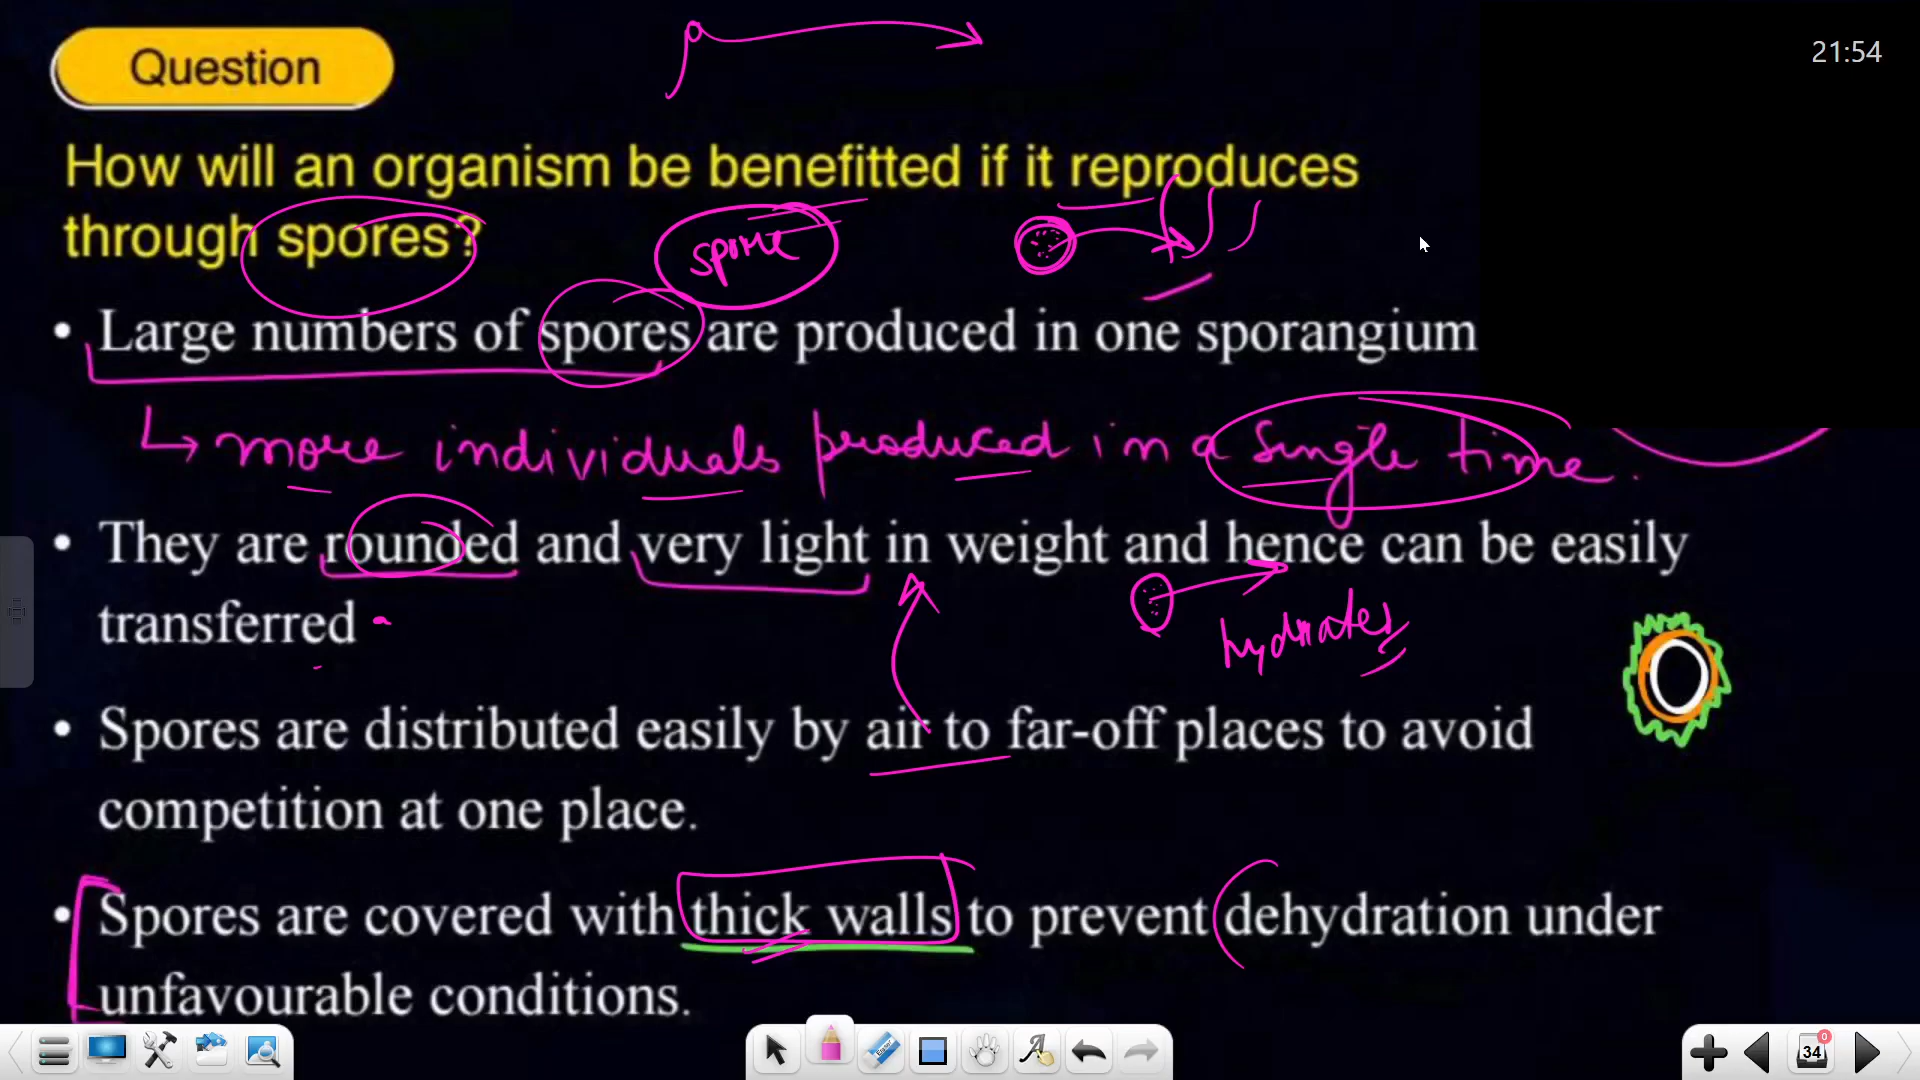 21:54
Question
How will an organism be benefitted if it reproduces
through spores?
spore
• Large numbers of spores are produced in one sporangium
↳ more individuals produced in a single time.
• They are rounded and very light in weight and hence can be easily
transferred
hydrates
• Spores are distributed easily by air to far-off places to avoid
competition at one place.
• Spores are covered with thick walls to prevent dehydration under
unfavourable conditions.
34
0